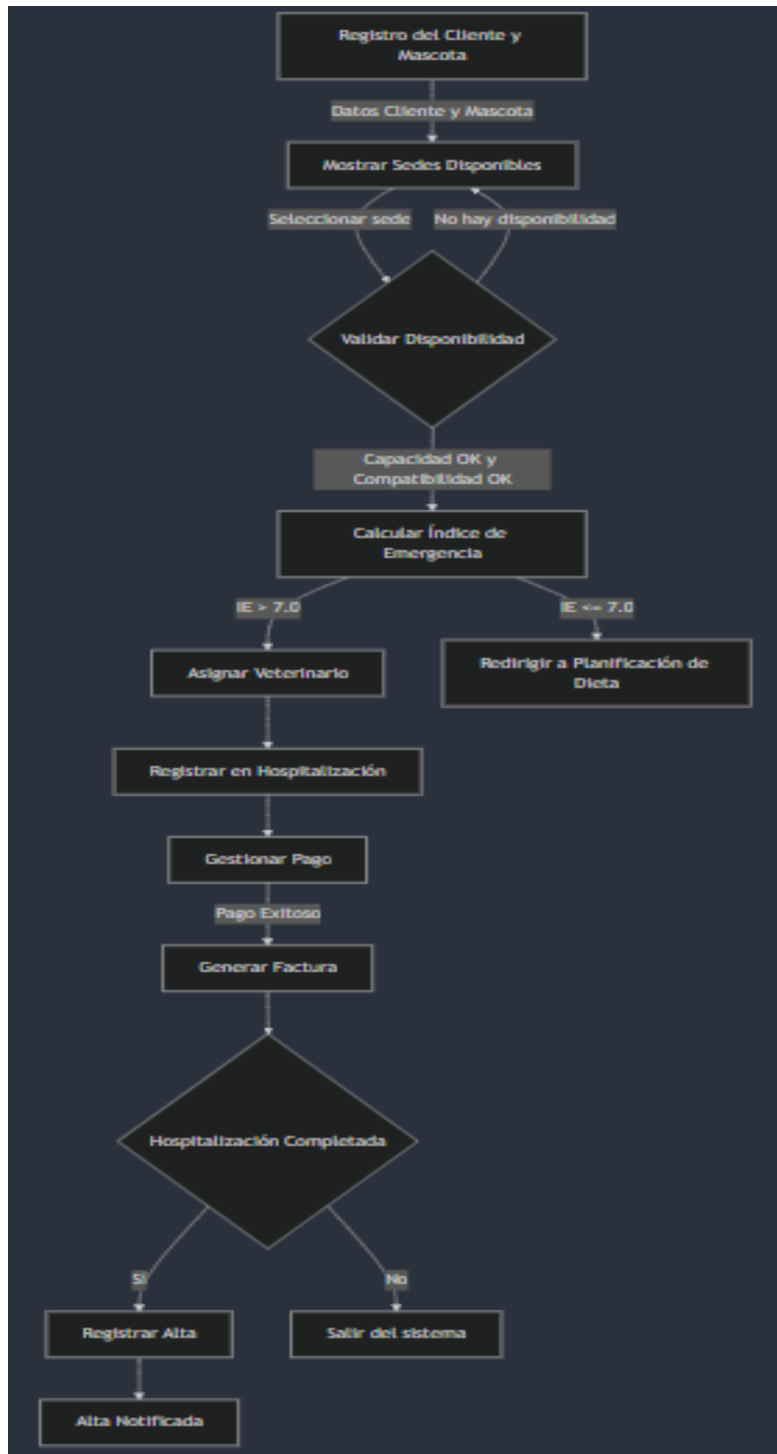 Registro del Cliente y
Mascota
Datos Cliente y Mascota
Mostrar Sedes Disponibles
Seleccionar sede
No hay disponibilidad
Validar Disponibilidad
Capacidad OK y
Compatibilidad OK
Calcular Índice de
Emergencia
IE > 7.0
IE <= 7.0
Asignar Veterinario
Redirigir a Planificación de
Dieta
Registrar en Hospitalización
Gestionar Pago
Pago Exitoso
Generar Factura
Hospitalización Completada
Sí
No
Registrar Alta
Salir del sistema
Alta Notificada